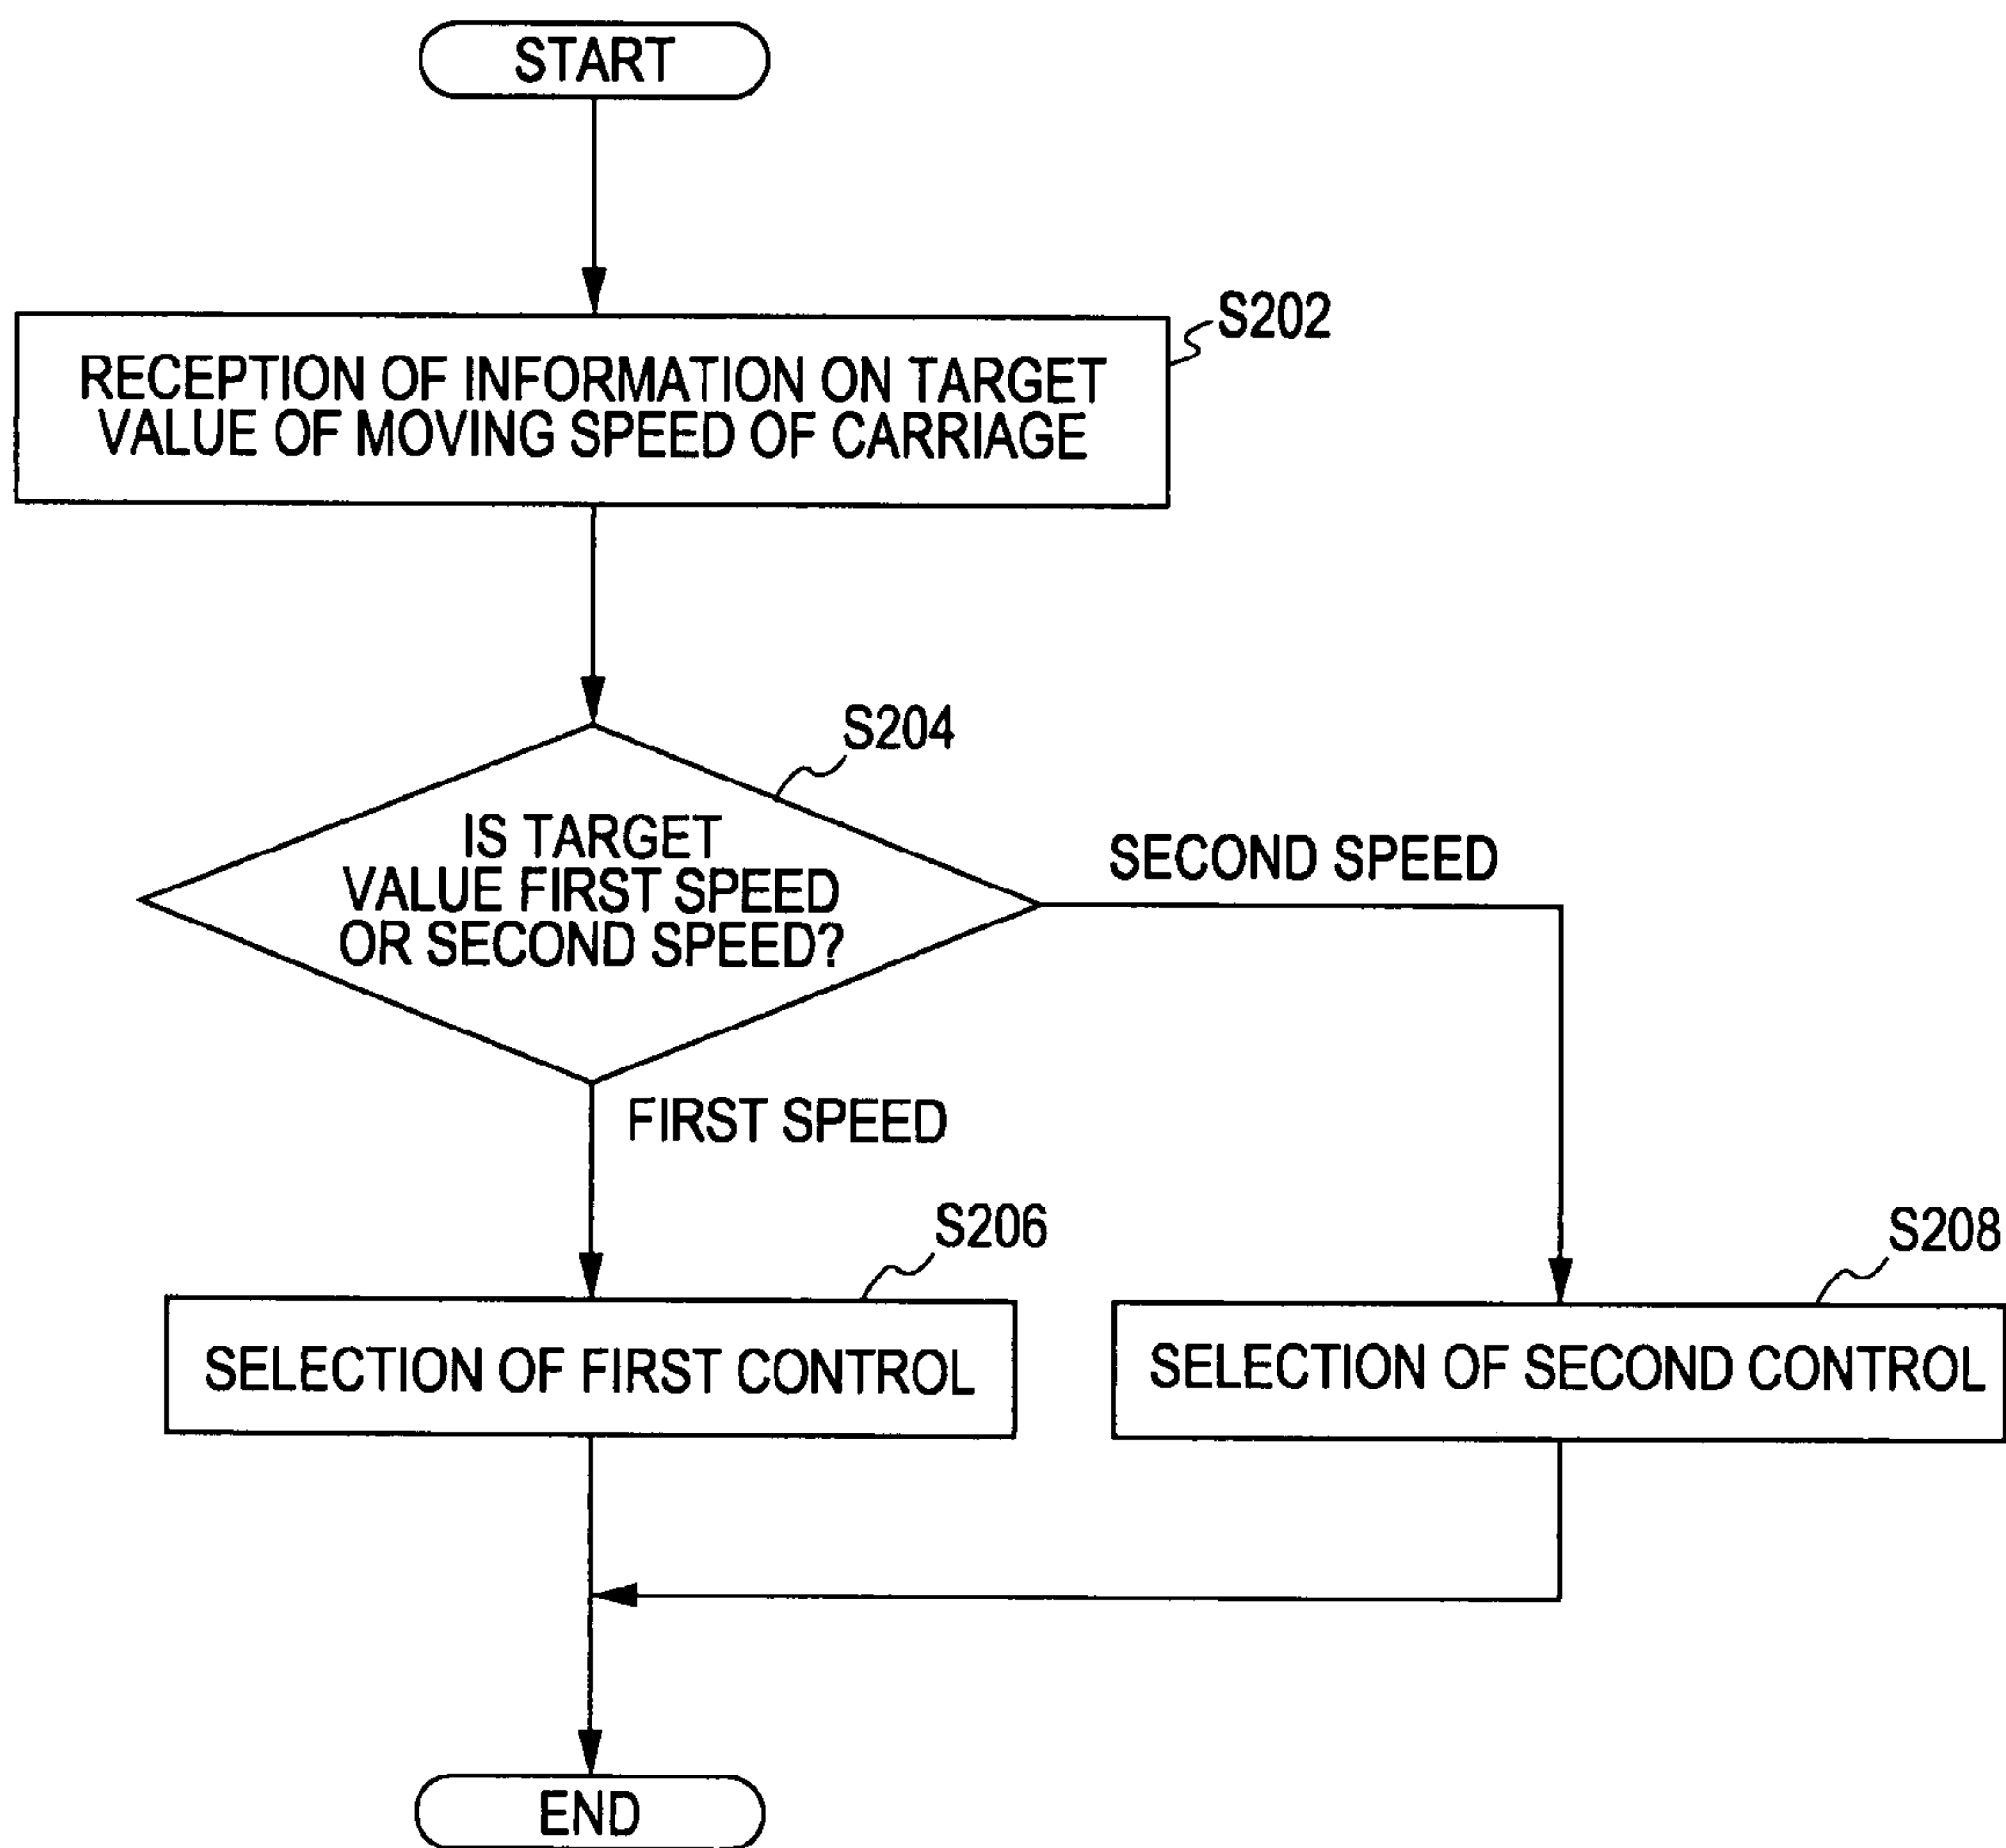 START
S202
RECEPTION OF INFORMATION ON TARGET
VALUE OF MOVING SPEED OF CARRIAGE
S204
IS TARGET
VALUE FIRST SPEED
OR SECOND SPEED?
SECOND SPEED
FIRST SPEED
S206
SELECTION OF FIRST CONTROL
S208
SELECTION OF SECOND CONTROL
END